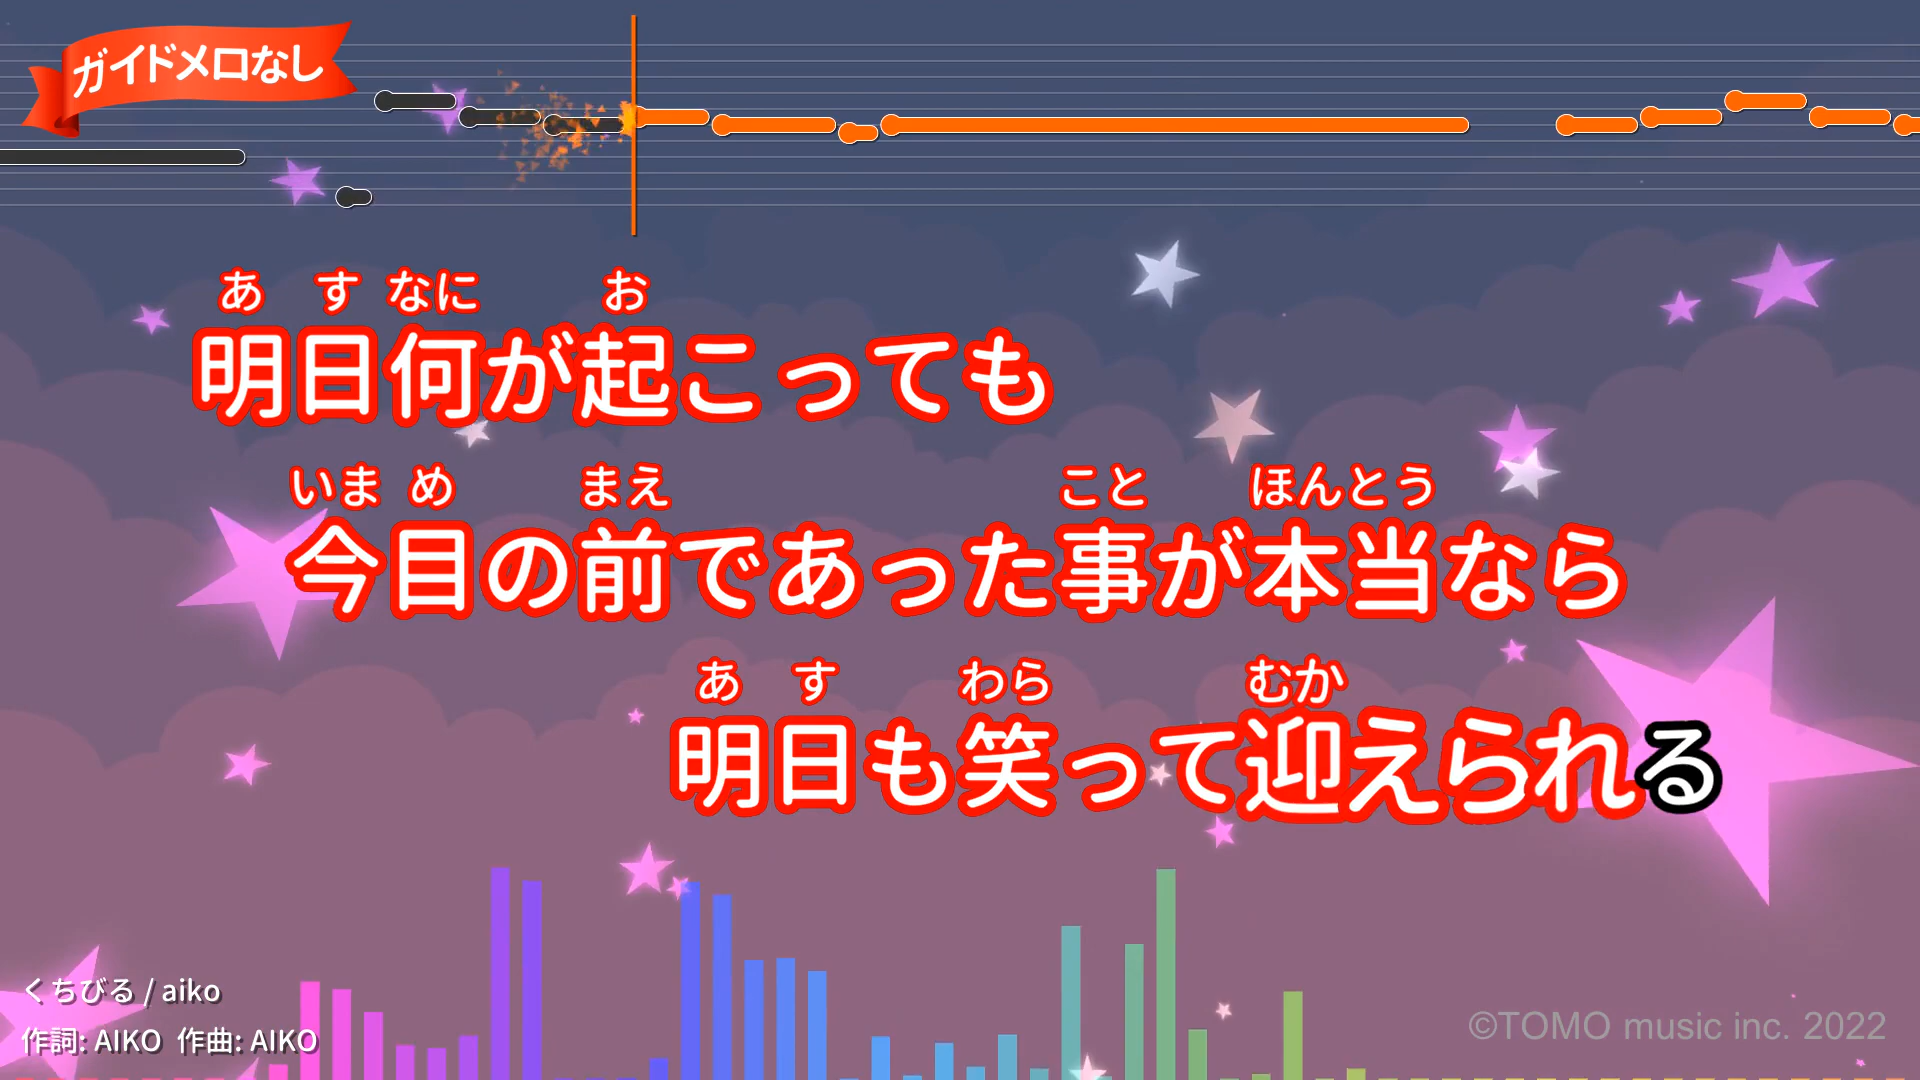 ガイドメロなし
あ す なに お
明日何が起こっても
いま め まえ こと ほんとう
今目の前であった事が本当なら
あ す わら むか
明日も笑って迎えられる
くちびる / aiko
作詞: AIKO 作曲: AIKO
©TOMO music inc. 2022